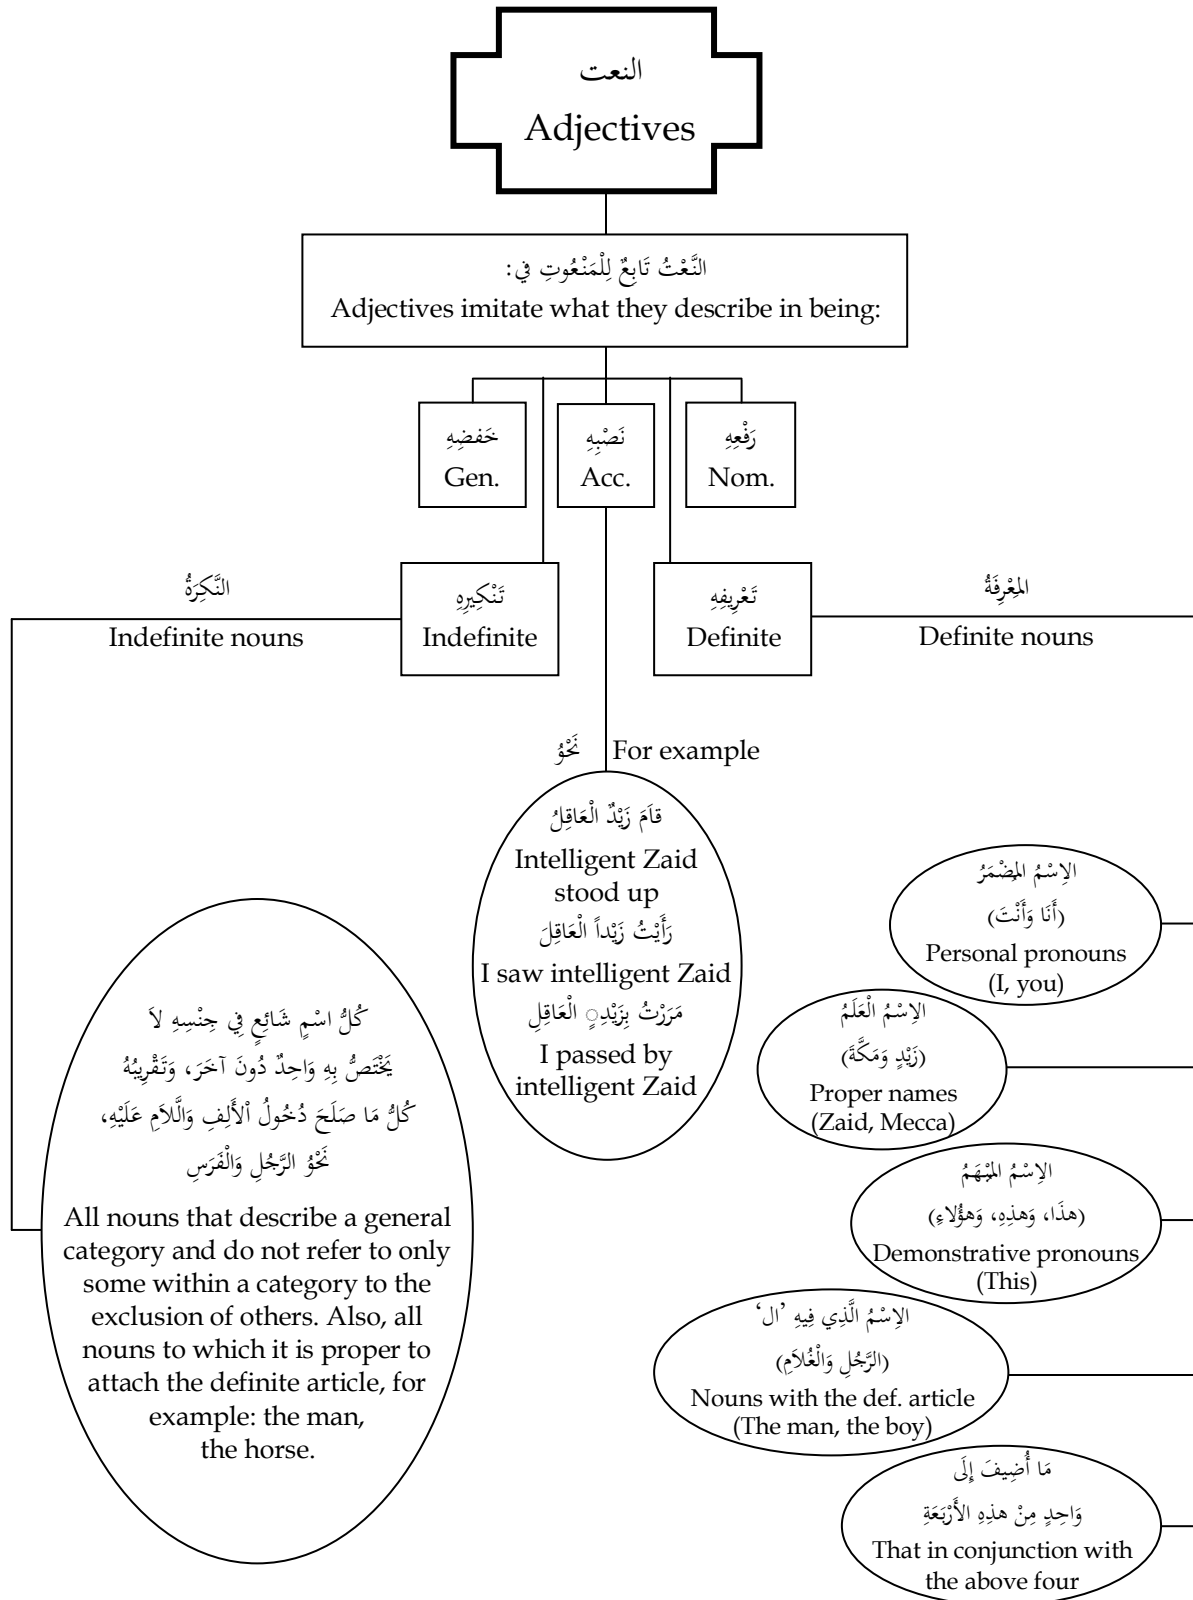 النعت
Adjectives
النَّعْتُ تَابِعٌ لِلْمَنْعُوتِ في:
Adjectives imitate what they describe in being:
رَفْعِهِ
Nom.
نَصْبِهِ
Acc.
خَفضِهِ
Gen.
تَعْرِيفِهِ
Definite
المِعْرِفَةُ
Definite nouns
تَنْكِيرِهِ
Indefinite
النَّكِرَةُ
Indefinite nouns
نَحْوُ For example
قاَمَ زَيْدٌ الْعَاقِلُ
Intelligent Zaid
stood up
رَأَيْتُ زَيْداً الْعَاقِلَ
I saw intelligent Zaid
مَرَرْتُ بِزَيْدٍ الْعَاقِلِ
I passed by
intelligent Zaid
الاِسْمُ المِضْمَرُ
(أَنَا وَأَنْتَ)
Personal pronouns
(I, you)
الاِسْمُ الْعَلَمُ
(زَيْدٍ وَمَكَّةَ)
Proper names
(Zaid, Mecca)
الاِسْمُ المِبْهَمُ
(هذَا، وَهذِهِ، وَهؤُلاءِ)
Demonstrative pronouns
(This)
الاِسْمُ الَّذِي فِيهِ ’ال‘
(الرَّجُلِ وَالْغُلاَمِ)
Nouns with the def. article
(The man, the boy)
مَا أُضِيفَ إِلَى
وَاحِدٍ مِنْ هذِهِ الأَرْبَعَةِ
That in conjunction with
the above four
كُلُّ اسْمٍ شَائِعٍ فِي جِنْسِهِ لاَ
يَخْتَصُّ بِهِ وَاحِدٌ دُونَ آخَرَ، وَتَقْرِيبُهُ
كُلُّ مَا صَلَحَ دُخُولُ ٱلأَلِفِ وَالَّلاَمِ عَلَيْهِ،
نَحْوُ الرَّجُلِ وَالْفَرَسِ
All nouns that describe a general
category and do not refer to only
some within a category to the
exclusion of others. Also, all
nouns to which it is proper to
attach the definite article, for
example: the man,
the horse.